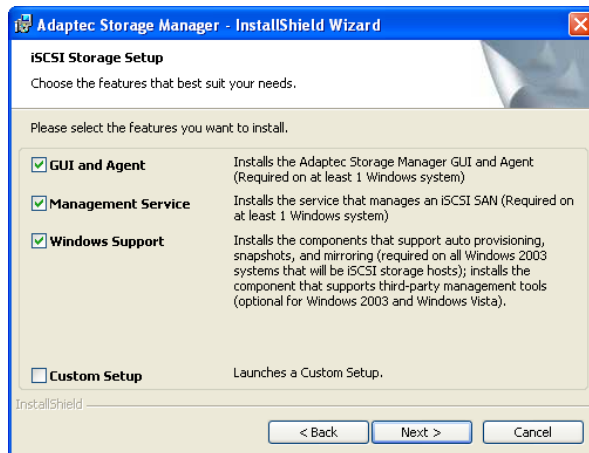 Adaptec Storage Manager - InstallShield Wizard
iSCSI Storage Setup
Choose the features that best suit your needs.
Please select the features you want to install.
GUI and Agent
Installs the Adaptec Storage Manager GUI and Agent
(Required on at least 1 Windows system)
Management Service
Installs the service that manages an iSCSI SAN (Required on
at least 1 Windows system)
Windows Support
Installs the components that support auto provisioning,
snapshots, and mirroring (required on all Windows 2003
systems that will be iSCSI storage hosts); installs the
component that supports third-party management tools
(optional for Windows 2003 and Windows Vista).
Custom Setup
Launches a Custom Setup.
InstallShield
< Back
Next >
Cancel